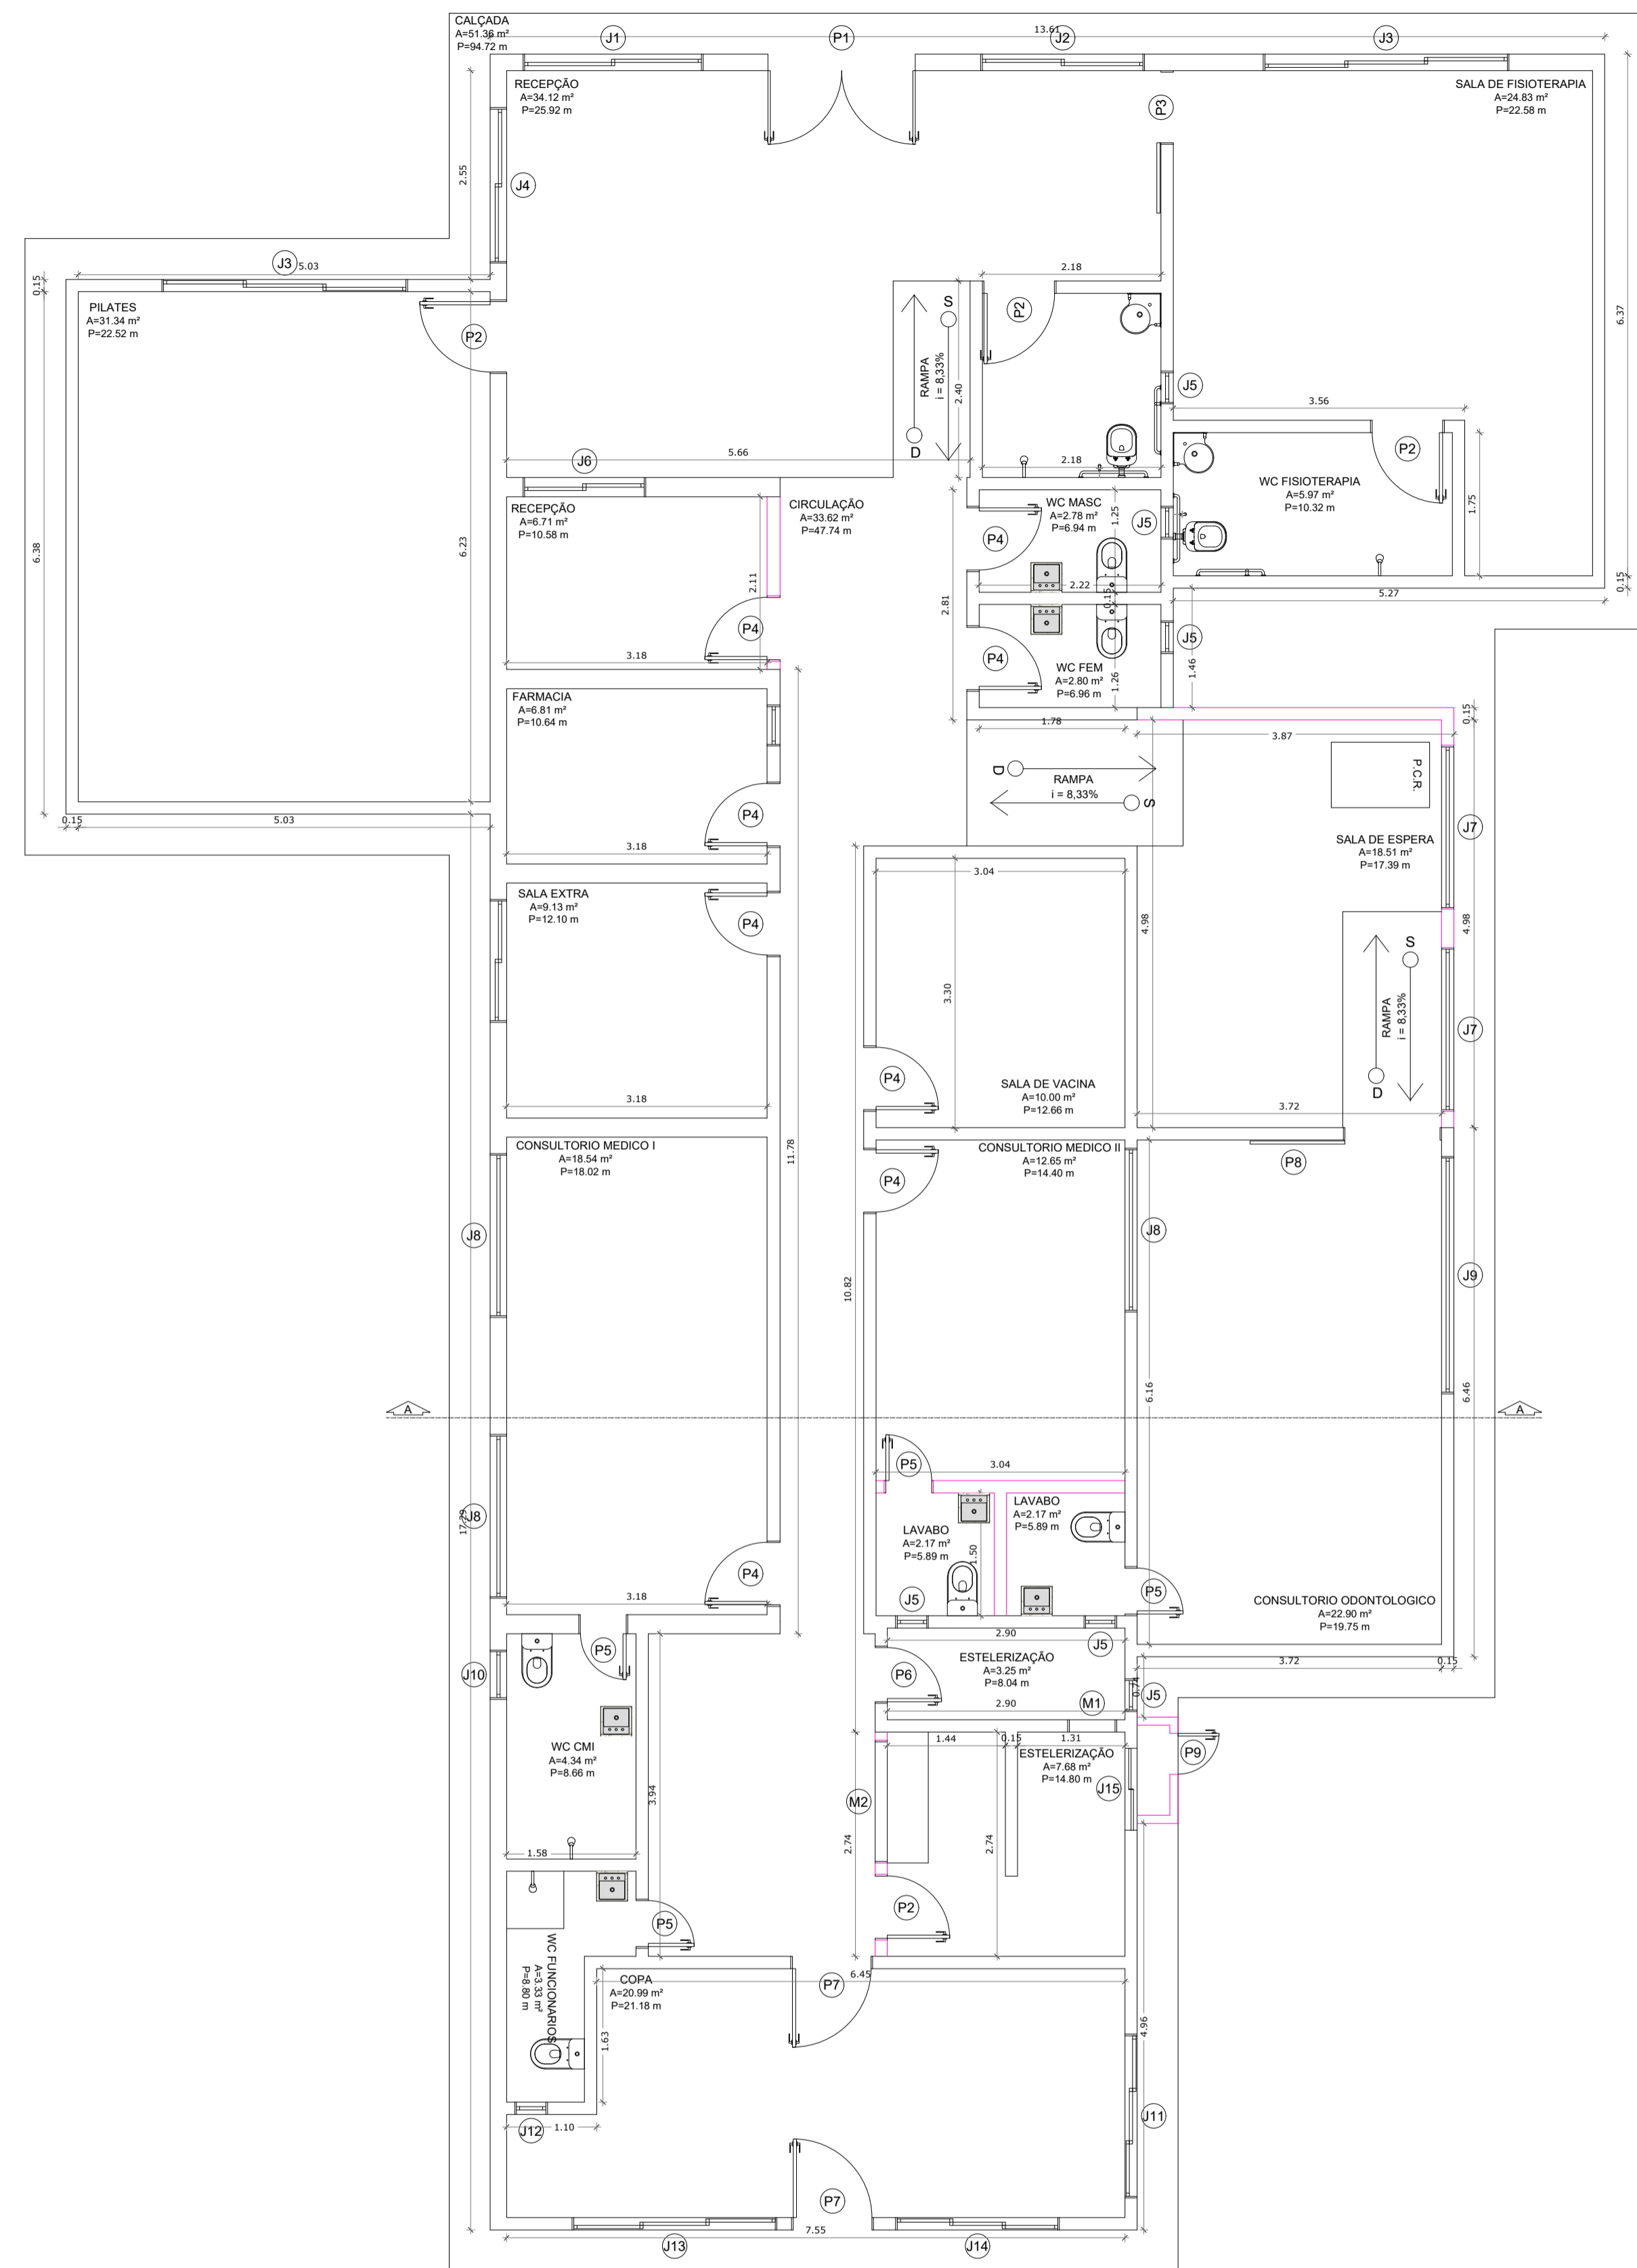 CALÇADA
A=51.36 m²
P=94.72 m
J1
P1
13.61
J2
J3
RECEPÇÃO
A=34.12 m²
P=25.92 m
SALA DE FISIOTERAPIA
A=24.83 m²
P=22.58 m
P3
2.55
J4
J3
5.03
0.15
2.18
PILATES
A=31.34 m²
P=22.52 m
P2
S
D
RAMPA
i = 8,33%
2.40
P2
6.37
J5
3.56
P2
5.66
2.18
J6
WC FISIOTERAPIA
A=5.97 m²
P=10.32 m
1.75
RECEPÇÃO
A=6.71 m²
P=10.58 m
CIRCULAÇÃO
A=33.62 m²
P=47.74 m
WC MASC
A=2.78 m²
P=6.94 m
1.25
J5
P4
6.38
6.23
2.11
2.22
0.15
0.15
5.27
2.81
P4
3.18
P4
J5
WC FEM
A=2.80 m²
P=6.96 m
1.26
1.46
FARMACIA
A=6.81 m²
P=10.64 m
1.78
0.15
3.87
D
RAMPA
i = 8,33%
S
P.C.R.
0.15
5.03
P4
J7
SALA DE ESPERA
A=18.51 m²
P=17.39 m
3.18
3.04
SALA EXTRA
A=9.13 m²
P=12.10 m
P4
4.98
4.98
S
D
RAMPA
i = 8,33%
3.30
J7
P4
SALA DE VACINA
A=10.00 m²
P=12.66 m
3.18
3.72
CONSULTORIO MEDICO I
A=18.54 m²
P=18.02 m
11.78
CONSULTORIO MEDICO II
A=12.65 m²
P=14.40 m
P8
P4
J8
J8
J9
10.82
6.16
6.46
A
A
P5
3.04
J8
17.29
LAVABO
A=2.17 m²
P=5.89 m
LAVABO
A=2.17 m²
P=5.89 m
1.50
P4
P5
3.18
J5
CONSULTORIO ODONTOLOGICO
A=22.90 m²
P=19.75 m
P5
2.90
J5
ESTELERIZAÇÃO
A=3.25 m²
P=8.04 m
J10
P6
3.72
0.15
0.74
M1
J5
2.90
WC CMI
A=4.34 m²
P=8.66 m
1.44
0.15
1.31
ESTELERIZAÇÃO
A=7.68 m²
P=14.80 m
P9
3.94
M2
J15
2.74
2.74
1.58
P2
P5
WC FUNCIONARIOS
A=3.33 m²
P=8.80 m
COPA
A=20.99 m²
P=21.18 m
6.45
P7
1.63
4.96
J12
1.10
J11
P7
7.55
J13
J14